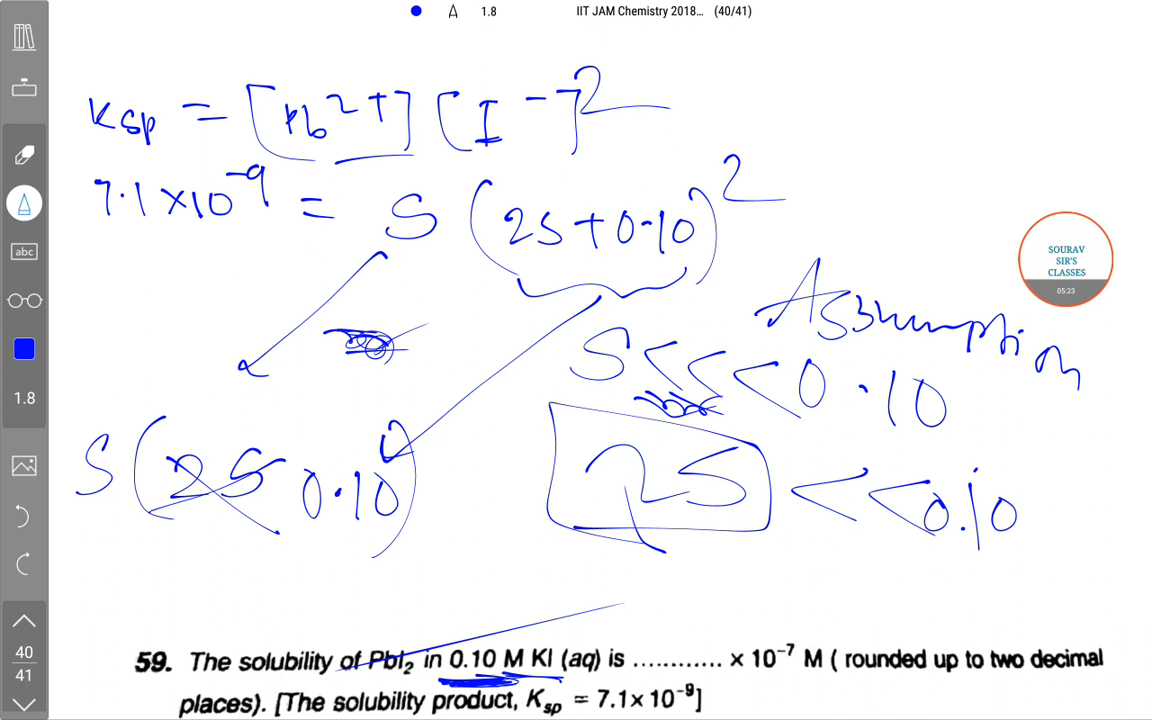 1.8 IIT JAM Chemistry 2018... (40/41)
Ksp = [Pb2+] [I-]2
7.1×10-9 = S (2S+0.10)2
SOURAV
SIR'S
CLASSES
05:23
Assumption
S<<<0.10
abc
1.8
S(2S 0.10)
2S <<0.10
40
41
59. The solubility of PbI2 in 0.10 M KI (aq) is ............ × 10-7 M ( rounded up to two decimal
places). [The solubility product, Ksp = 7.1× 10-9]